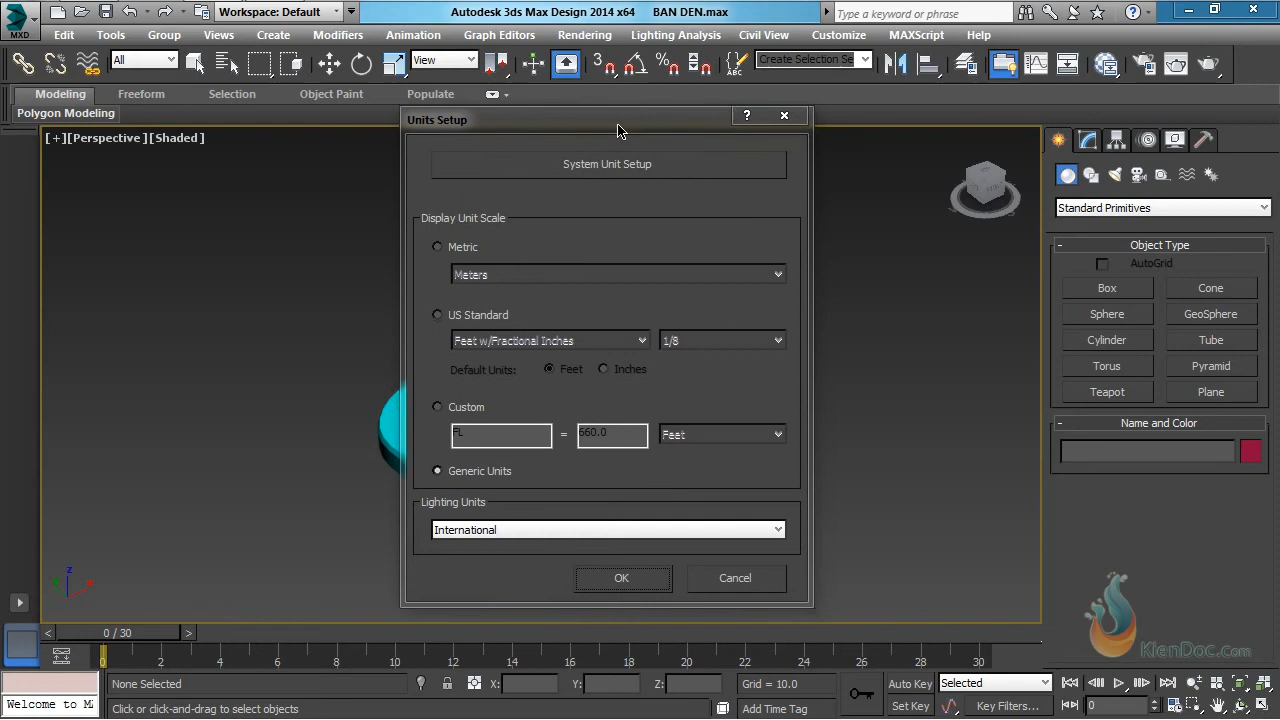 MXD
Workspace: Default
Autodesk 3ds Max Design 2014 x64 BAN DEN.max
Type a keyword or phrase
Edit Tools Group Views Create Modifiers Animation Graph Editors Rendering Lighting Analysis Civil View Customize MAXScript Help
All
View
3
Create Selection Se
Modeling Freeform Selection Object Paint Populate
Polygon Modeling
[+][Perspective][Shaded]
Units Setup
?
System Unit Setup
Display Unit Scale
Metric
Meters
US Standard
Feet w/Fractional Inches 1/8
Default Units: Feet Inches
Custom
FL = 660.0 Feet
Generic Units
Lighting Units
International
OK Cancel
Standard Primitives
- Object Type
AutoGrid
Box Cone
Sphere GeoSphere
Cylinder Tube
Torus Pyramid
Teapot Plane
- Name and Color
z
KienDoc.Com
< 0 / 30 >
0 2 4 6 8 10 12 14 16 18 20 22 24 26 28 30
None Selected X: Y: Z: Grid = 10.0 Auto Key Selected
Welcome to MA Click or click-and-drag to select objects Add Time Tag Set Key Key Filters... 0